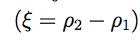 (ξ = ρ₂ − ρ₁)